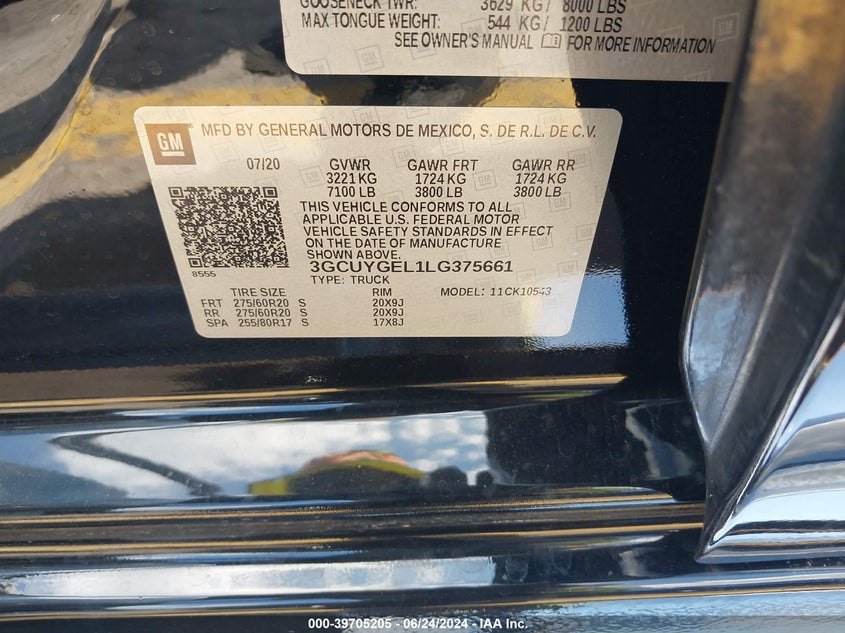 GOOSENECK TWR: 3629 KG / 8000 LBS
MAX TONGUE WEIGHT: 544 KG / 1200 LBS
SEE OWNER'S MANUAL FOR MORE INFORMATION
GM MFD BY GENERAL MOTORS DE MEXICO, S. DE R.L. DE C.V.
07/20 GVWR GAWR FRT GAWR RR
3221 KG 1724 KG 1724 KG
7100 LB 3800 LB 3800 LB
THIS VEHICLE CONFORMS TO ALL
APPLICABLE U.S. FEDERAL MOTOR
VEHICLE SAFETY STANDARDS IN EFFECT
ON THE DATE OF MANUFACTURE
SHOWN ABOVE.
8555 3GCUYGEL1LG375661
TYPE: TRUCK MODEL: 11CK10543
TIRE SIZE RIM
FRT 275/60R20 S 20X9J
RR 275/60R20 S 20X9J
SPA 255/80R17 S 17X8J
000-39705205 - 06/24/2024 - IAA Inc.